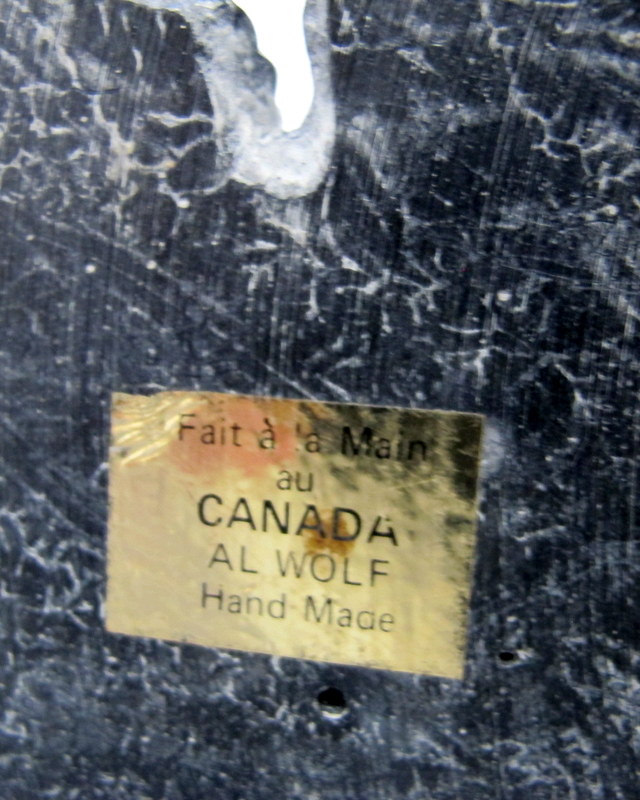 Fait à la Main
au
CANADA
AL WOLF
Hand Made